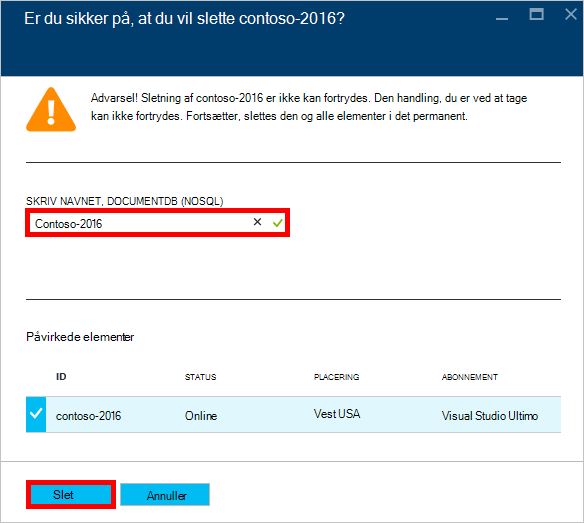 Er du sikker på, at du vil slette contoso-2016?
Advarsel! Sletning af contoso-2016 er ikke kan fortrydes. Den handling, du er ved at tage
kan ikke fortrydes. Fortsætter, slettes den og alle elementer i det permanent.
SKRIV NAVNET, DOCUMENTDB (NOSQL)
Contoso-2016
Påvirkede elementer
ID STATUS PLACERING ABONNEMENT
contoso-2016 Online Vest USA Visual Studio Ultimo
Slet Annuller